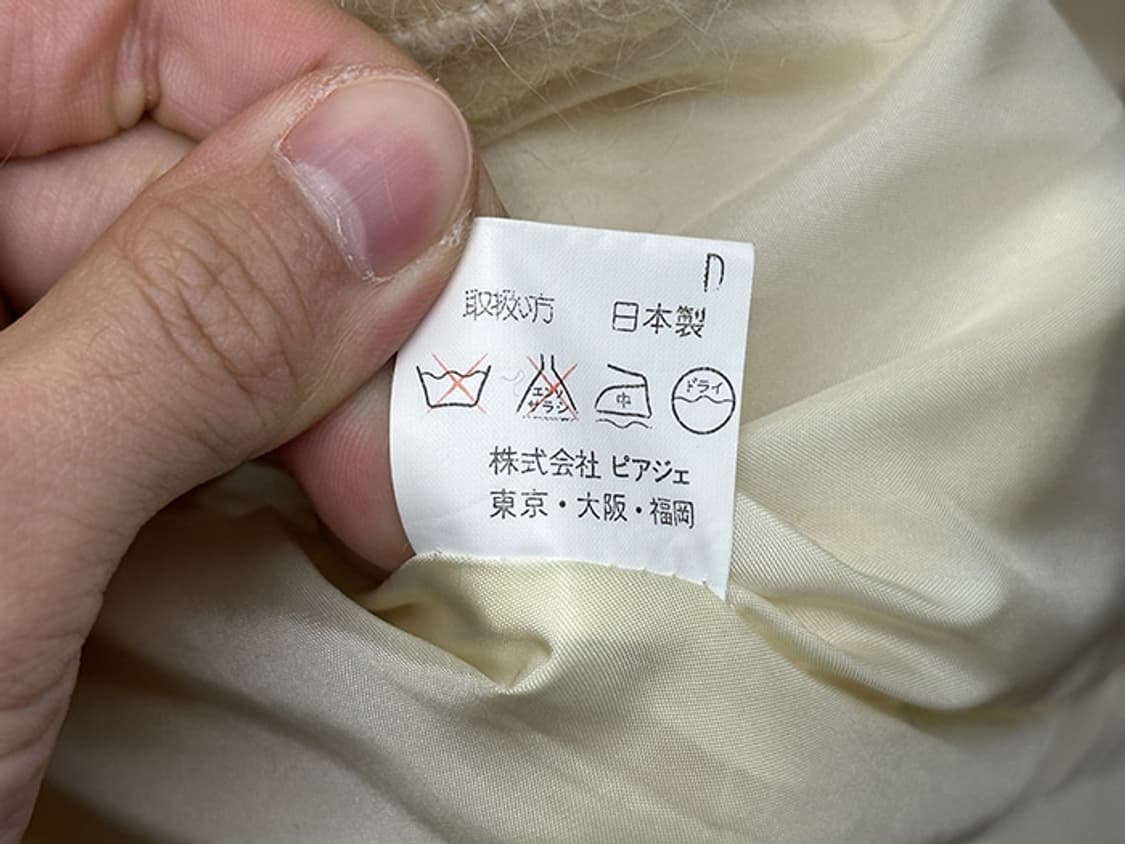 D
取扱い方 日本製
エンソサラシ
中
ドライ
株式会社 ピアジェ
東京・大阪・福岡